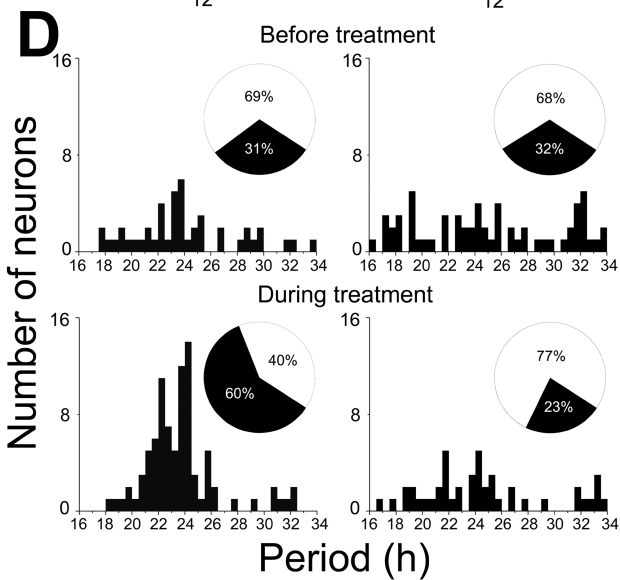 12 12
D
Before treatment
16 16
69% 68%
31% 32%
8 8
0 0
16 18 20 22 24 26 28 30 32 34 16 18 20 22 24 26 28 30 32 34
During treatment
16 16
40% 77%
60% 23%
8 8
0 0
16 18 20 22 24 26 28 30 32 34 16 18 20 22 24 26 28 30 32 34
Number of neurons
Period (h)